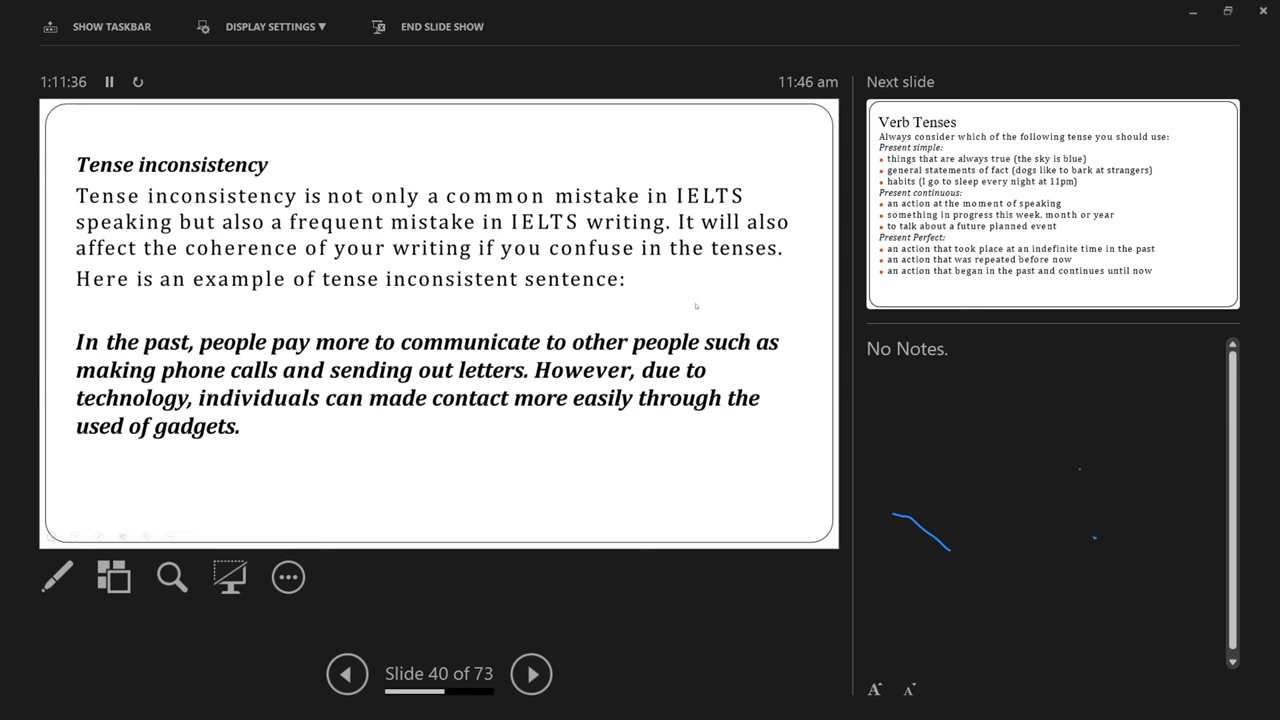 SHOW TASKBAR
DISPLAY SETTINGS ▼
END SLIDE SHOW
1:11:36
11:46 am
Tense inconsistency
Tense inconsistency is not only a common mistake in IELTS
speaking but also a frequent mistake in IELTS writing. It will also
affect the coherence of your writing if you confuse in the tenses.
Here is an example of tense inconsistent sentence:
In the past, people pay more to communicate to other people such as
making phone calls and sending out letters. However, due to
technology, individuals can made contact more easily through the
used of gadgets.
Slide 40 of 73
Next slide
Verb Tenses
Always consider which of the following tense you should use:
Present simple:
• things that are always true (the sky is blue)
• general statements of fact (dogs like to bark at strangers)
• habits (I go to sleep every night at 11pm)
Present continuous:
• an action at the moment of speaking
• something in progress this week, month or year
• to talk about a future planned event
Present Perfect:
• an action that took place at an indefinite time in the past
• an action that was repeated before now
• an action that began in the past and continues until now
No Notes.
A A